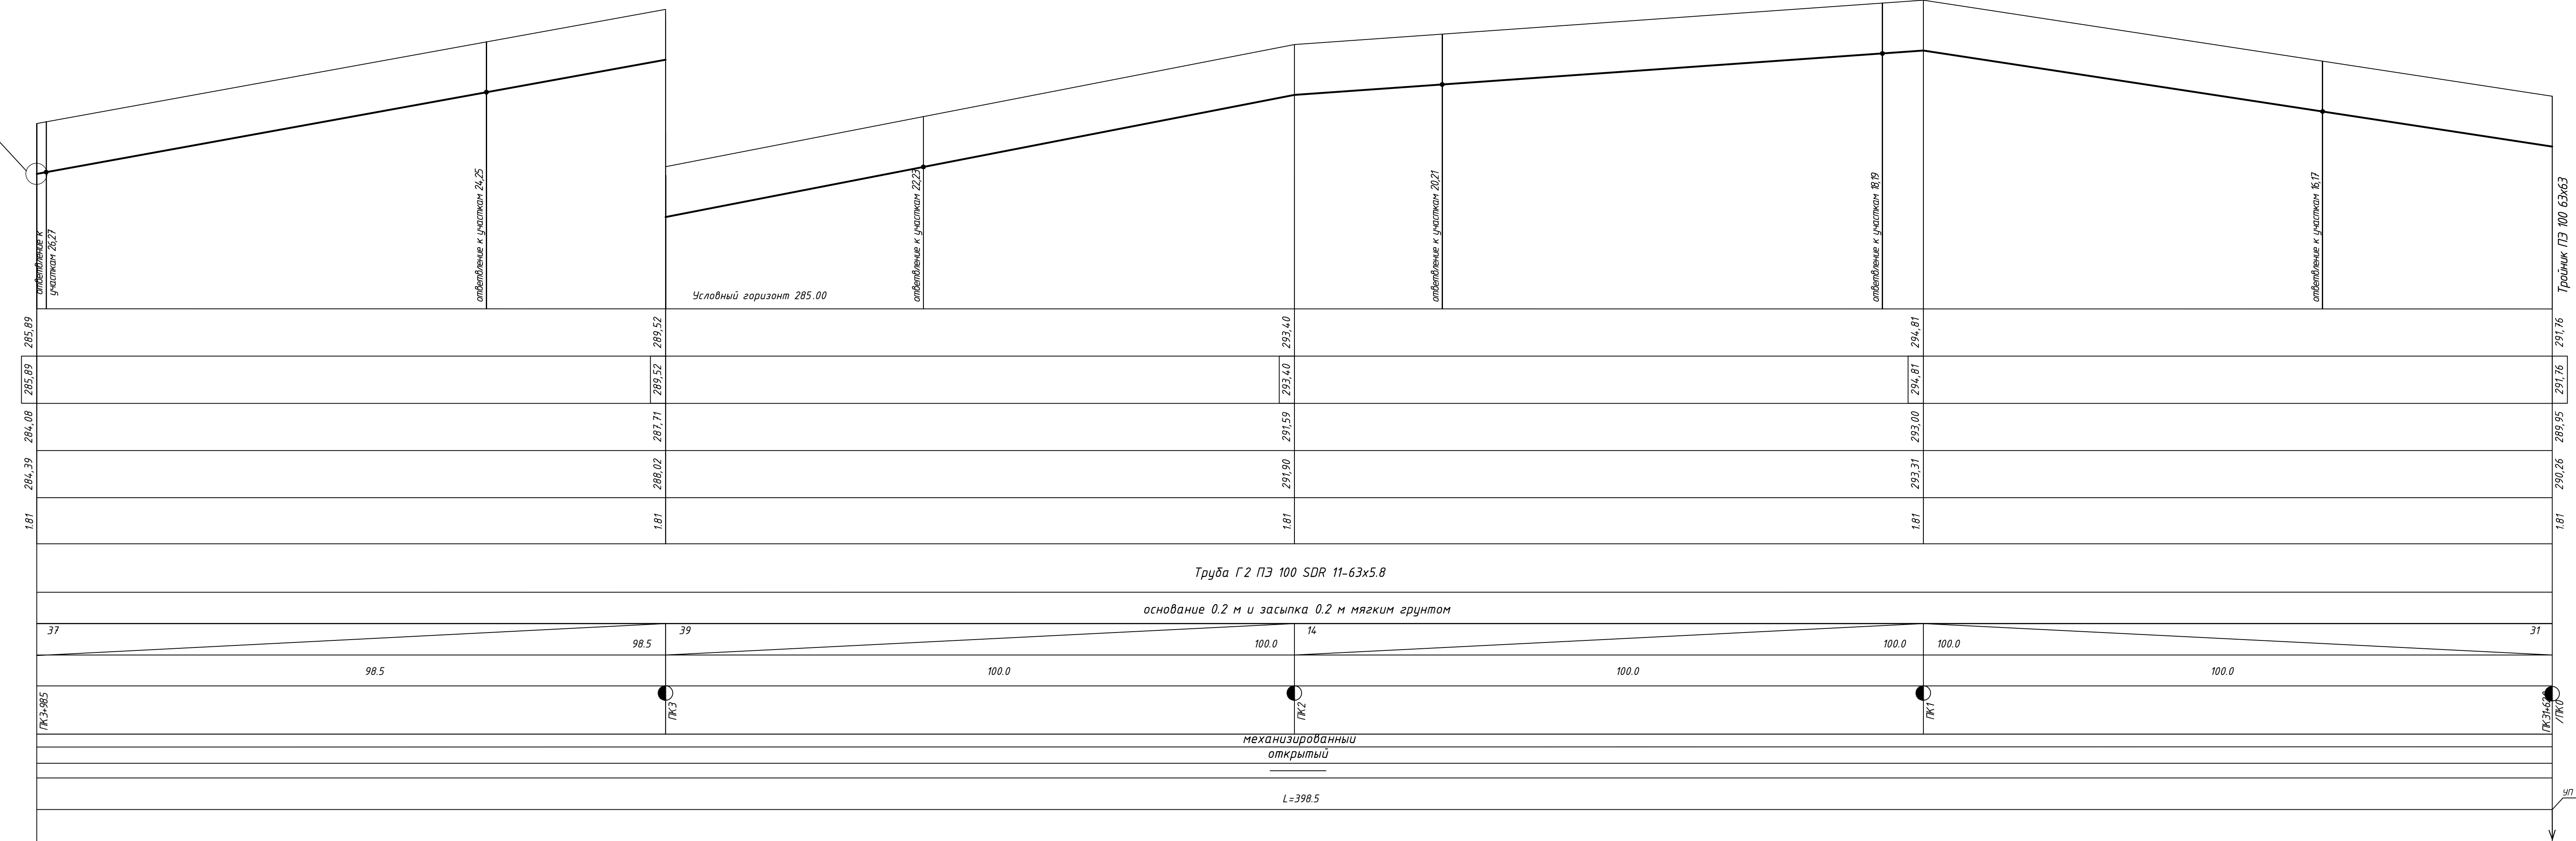 ответвление к
участкам 26,27
ответвление к участкам 24,25
ответвление к участкам 22,23
ответвление к участкам 20,21
ответвление к участкам 18,19
ответвление к участкам 16,17
Тройник ПЭ 100 63х63
Условный горизонт 285.00
285,89 289,52 293,40 294,81 291,76
285,89 289,52 293,40 294,81 291,76
284,08 287,71 291,59 293,00 289,95
284,39 288,02 291,90 293,31 290,26
1.81 1.81 1.81 1.81 1.81
Труба Г2 ПЭ 100 SDR 11-63х5.8
основание 0.2 м и засыпка 0.2 м мягким грунтом
37 39 14 31
98.5 100.0 100.0 100.0
98.5 100.0 100.0 100.0
ПК3+98.5 ПК3 ПК2 ПК1
/ПК0
механизированный
открытый
L=398.5
УП